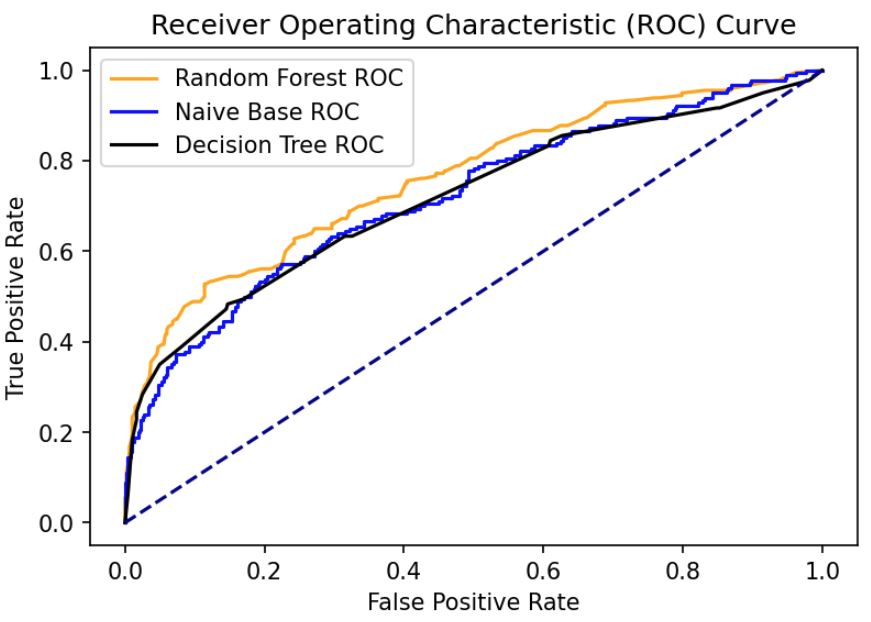 Receiver Operating Characteristic (ROC) Curve
Random Forest ROC
Naive Base ROC
Decision Tree ROC
True Positive Rate
1.0
0.8
0.6
0.4
0.2
0.0
0.0 0.2 0.4 0.6 0.8 1.0
False Positive Rate